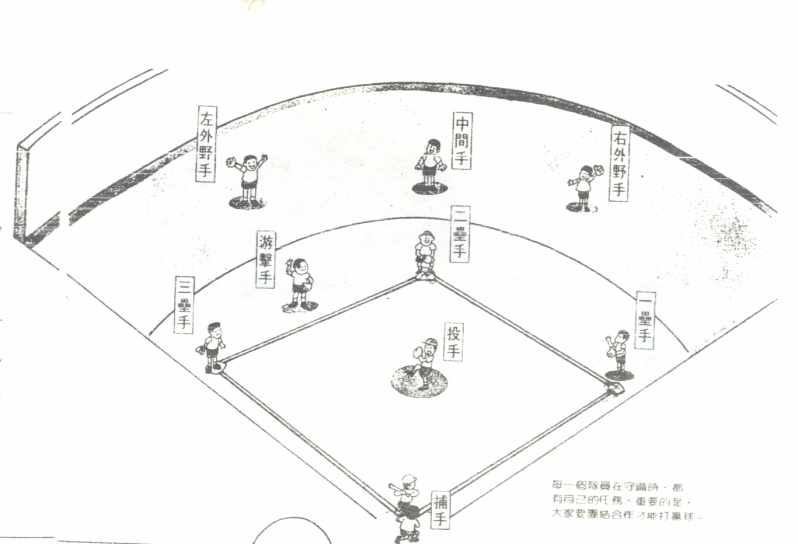 左外野手
中間手
右外野手
二壘手
游擊手
三壘手
一壘手
投手
捕手
每一個隊員在守備時，都
有自己的任務，重要的是，
大家要團結合作才能打贏球。